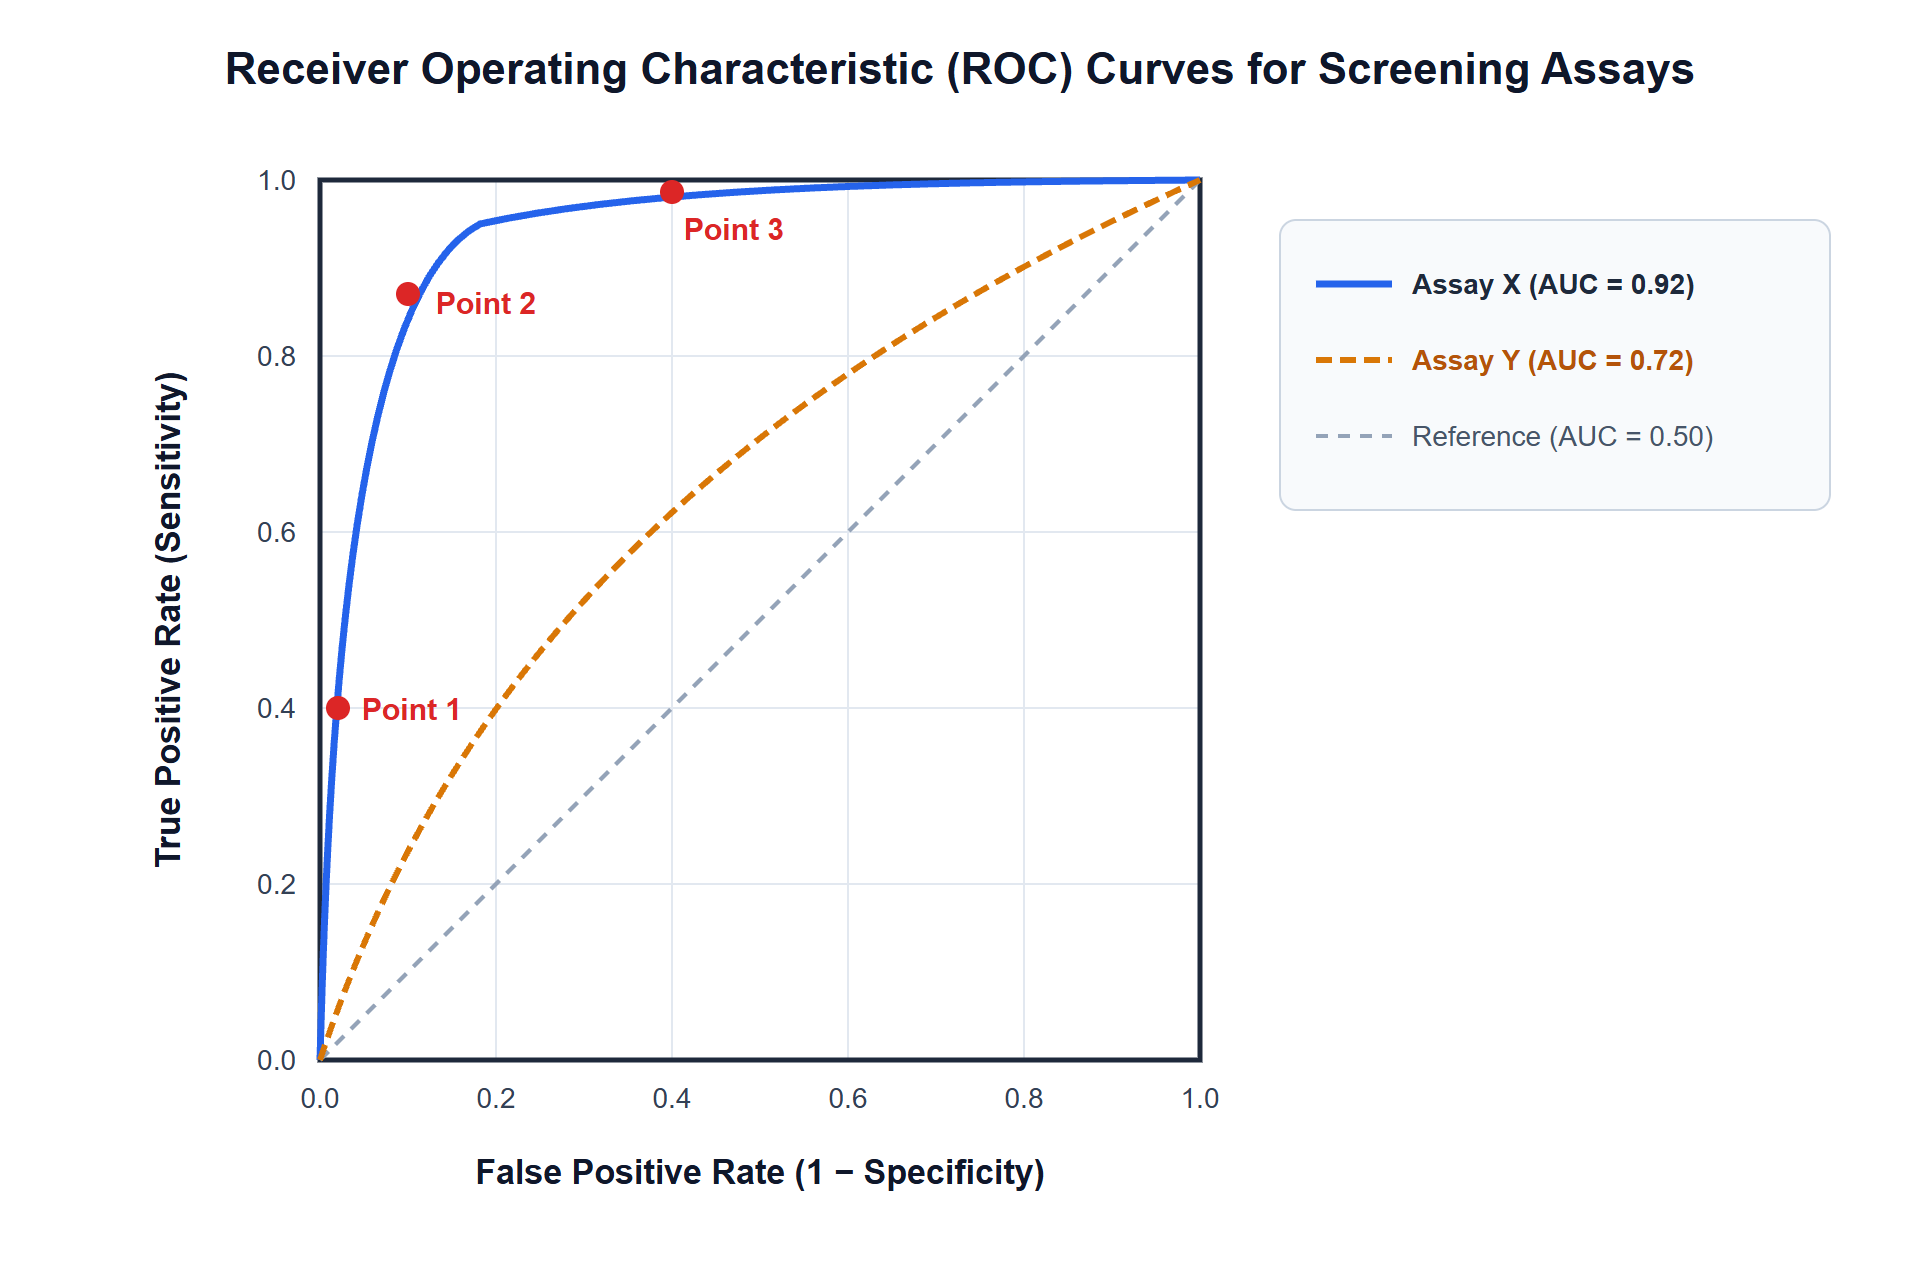 Receiver Operating Characteristic (ROC) Curves for Screening Assays
1.0
0.8
0.6
0.4
0.2
0.0
True Positive Rate (Sensitivity)
Point 3
Point 2
Point 1
0.0 0.2 0.4 0.6 0.8 1.0
False Positive Rate (1 − Specificity)
Assay X (AUC = 0.92)
Assay Y (AUC = 0.72)
Reference (AUC = 0.50)